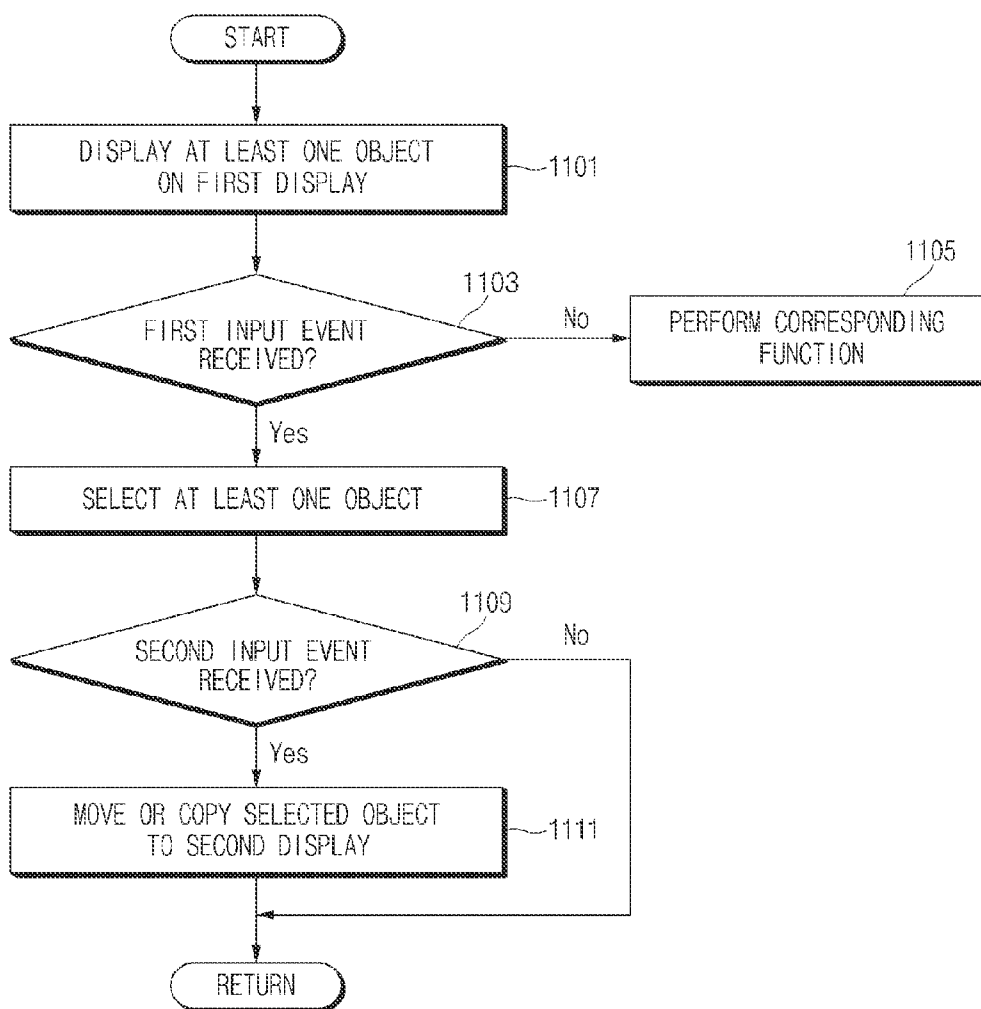 START
DISPLAY AT LEAST ONE OBJECT
ON FIRST DISPLAY
1101
1103
FIRST INPUT EVENT
RECEIVED?
No
1105
PERFORM CORRESPONDING
FUNCTION
Yes
SELECT AT LEAST ONE OBJECT
1107
1109
SECOND INPUT EVENT
RECEIVED?
No
Yes
MOVE OR COPY SELECTED OBJECT
TO SECOND DISPLAY
1111
RETURN